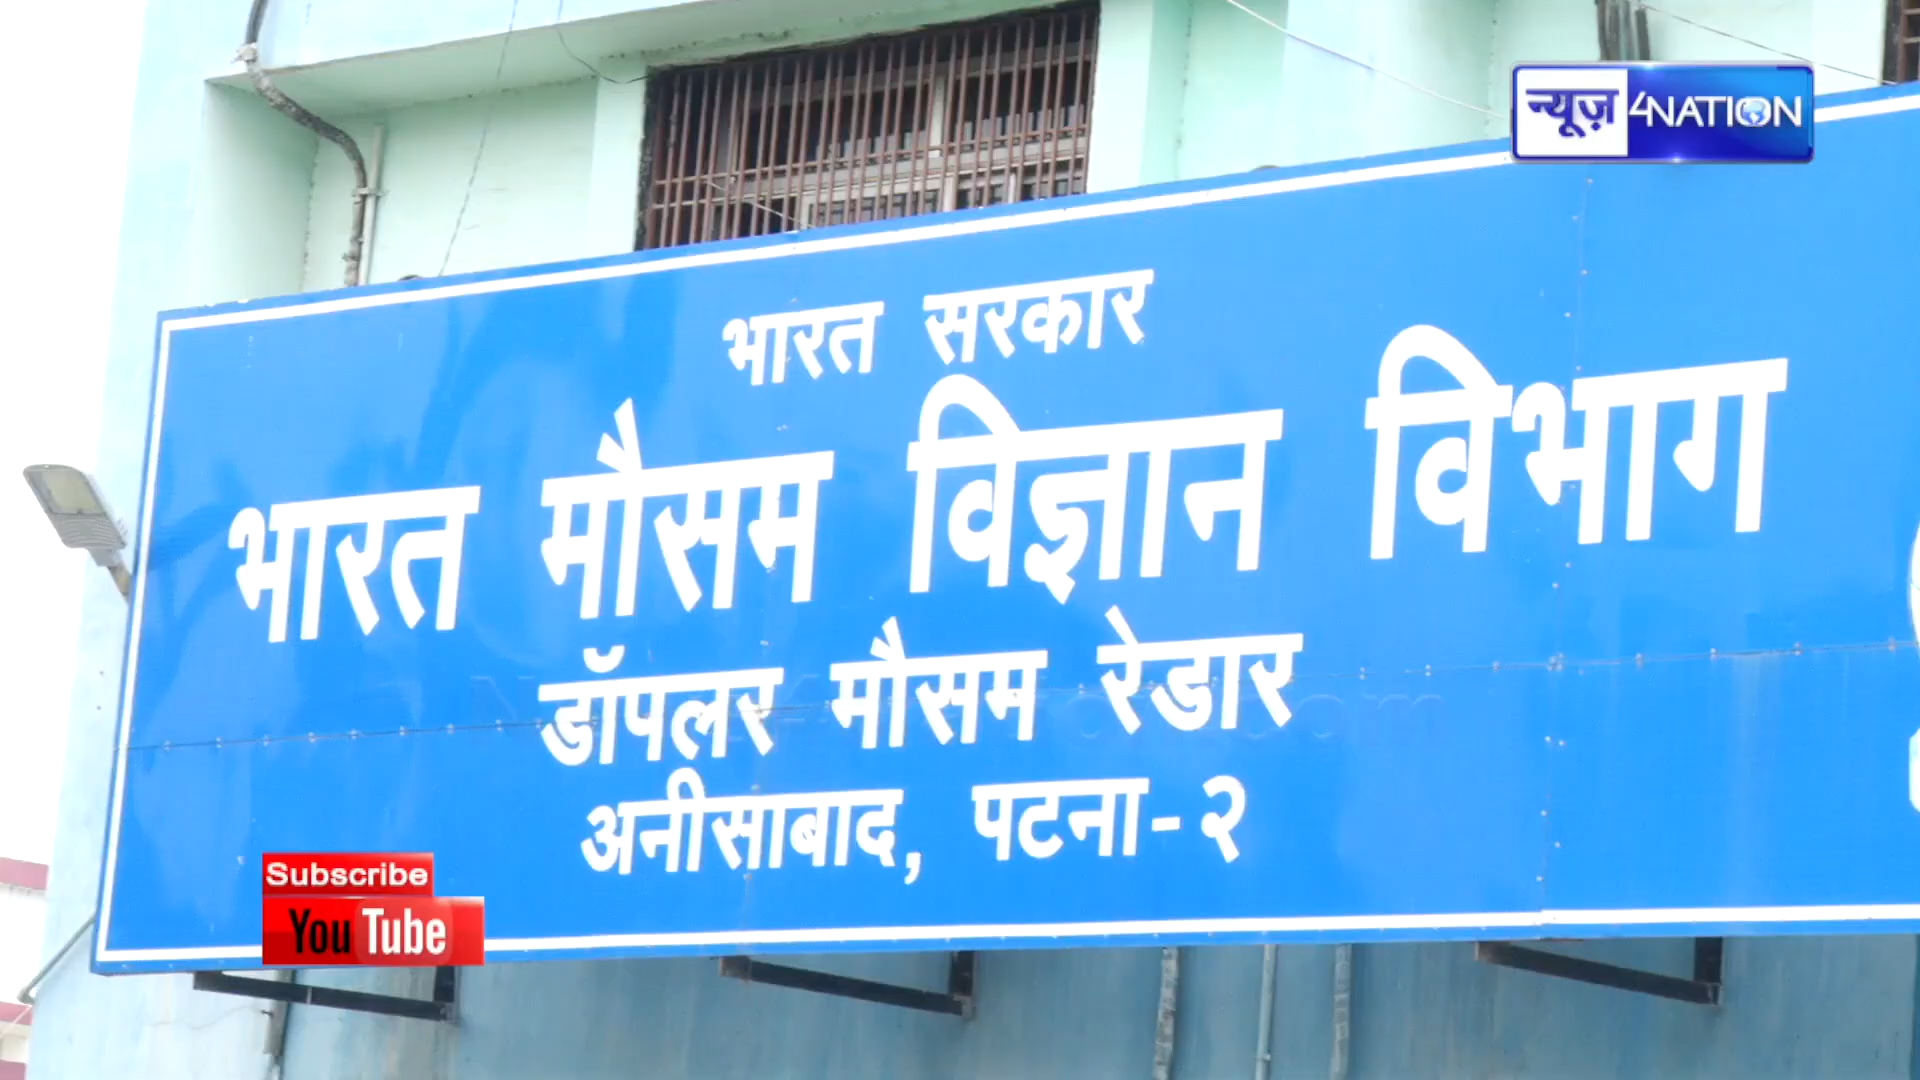 न्यूज़ 4NATION
भारत सरकार
भारत मौसम विज्ञान विभाग
डॉपलर मौसम रेडार
अनीसाबाद, पटना-२
Subscribe
YouTube